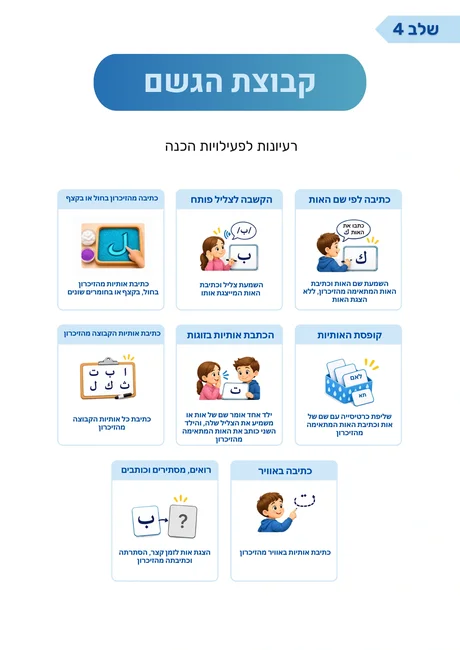 שלב 4
קבוצת הגשם
רעיונות לפעילויות הכנה
כתיבה לפי שם האות
כתבו את
האות ك
ك
השמעת שם האות וכתיבת
האות המתאימה מהזיכרון, ללא
הצגת האות
הקשבה לצליל פותח
/ب/
ب
השמעת צליל וכתיבת
האות המייצגת אותו
כתיבה מהזיכרון בחול או בקצף
ل
כתיבת אותיות מהזיכרון
בחול, בקצף או בחומרים שונים
קופסת האותיות
לאם
תא
שליפת כרטיסייה עם שם של
אות וכתיבת האות המתאימה
מהזיכרון
הכתבת אותיות בזוגות
ت
ילד אחד אומר שם של אות או
משמיע את הצליל שלה, והילד
השני כותב את האות המתאימה
מהזיכרון
כתיבת אותיות הקבוצה מהזיכרון
ا ب ت
ث ك ل
כתיבת כל אותיות הקבוצה
מהזיכרון
כתיבה באוויר
ت
כתיבת אותיות באוויר מהזיכרון
רואים, מסתירים וכותבים
ب
?
הצגת אות לזמן קצר, הסתרתה
וכתיבתה מהזיכרון